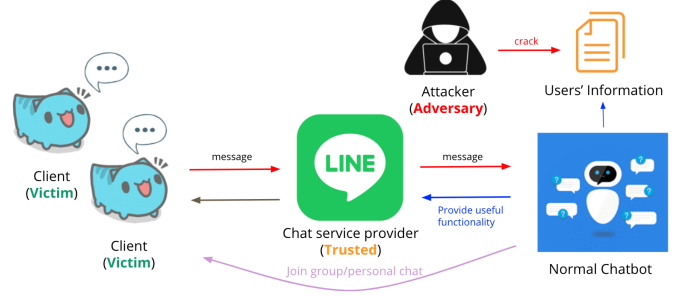 crack
Attacker
(Adversary)
Users' Information
Client
(Victim)
message
LINE
message
Provide useful
functionality
Chat service provider
(Trusted)
Client
(Victim)
Join group/personal chat
Normal Chatbot
?
?
?
?
?